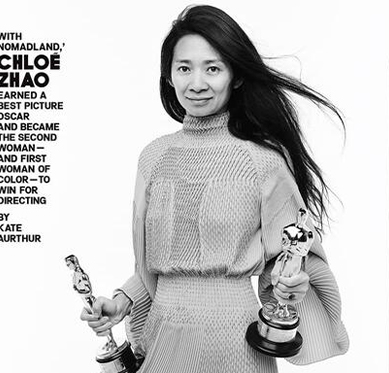 WITH
NOMADLAND,'
CHLOÉ
ZHAO
EARNED A
BEST PICTURE
OSCAR
AND BECAME
THE SECOND
WOMAN—
AND FIRST
WOMAN OF
COLOR—TO
WIN FOR
DIRECTING
BY
KATE
AURTHUR